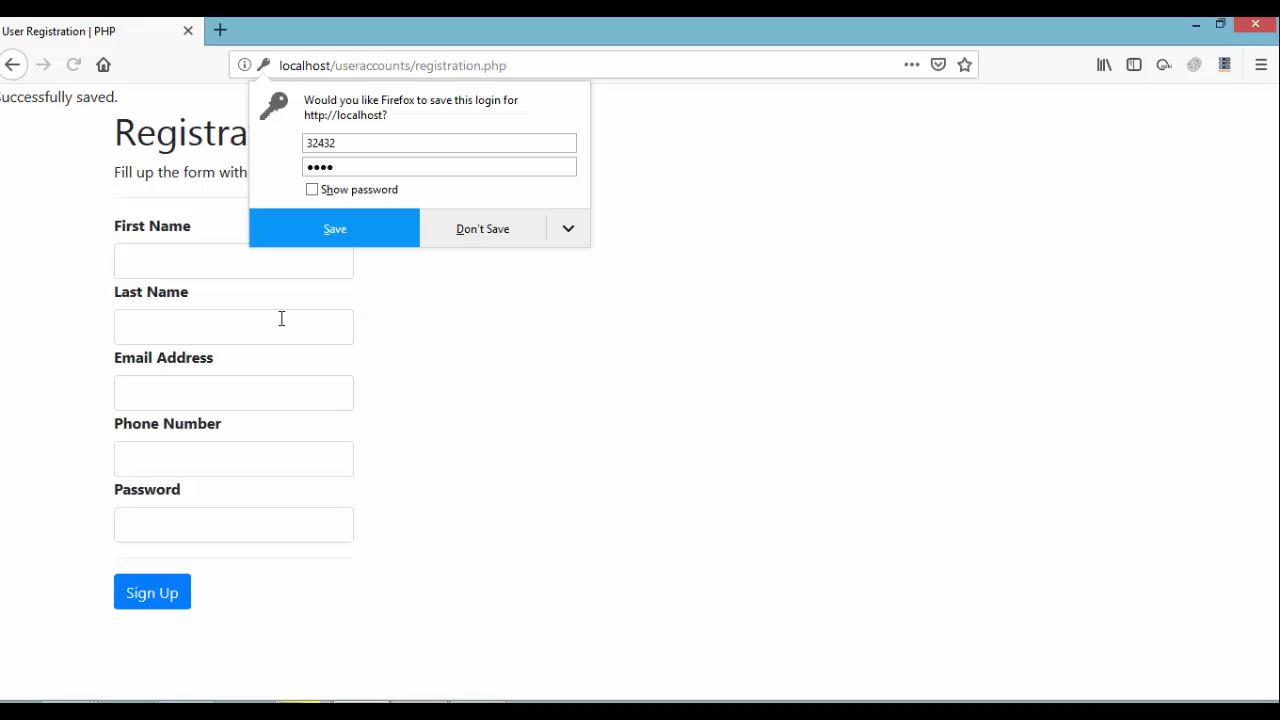 User Registration | PHP
localhost/useraccounts/registration.php
uccessfully saved.
Would you like Firefox to save this login for
http://localhost?
32432
Show password
Save
Don't Save
Registra
Fill up the form with
First Name
Last Name
Email Address
Phone Number
Password
Sign Up